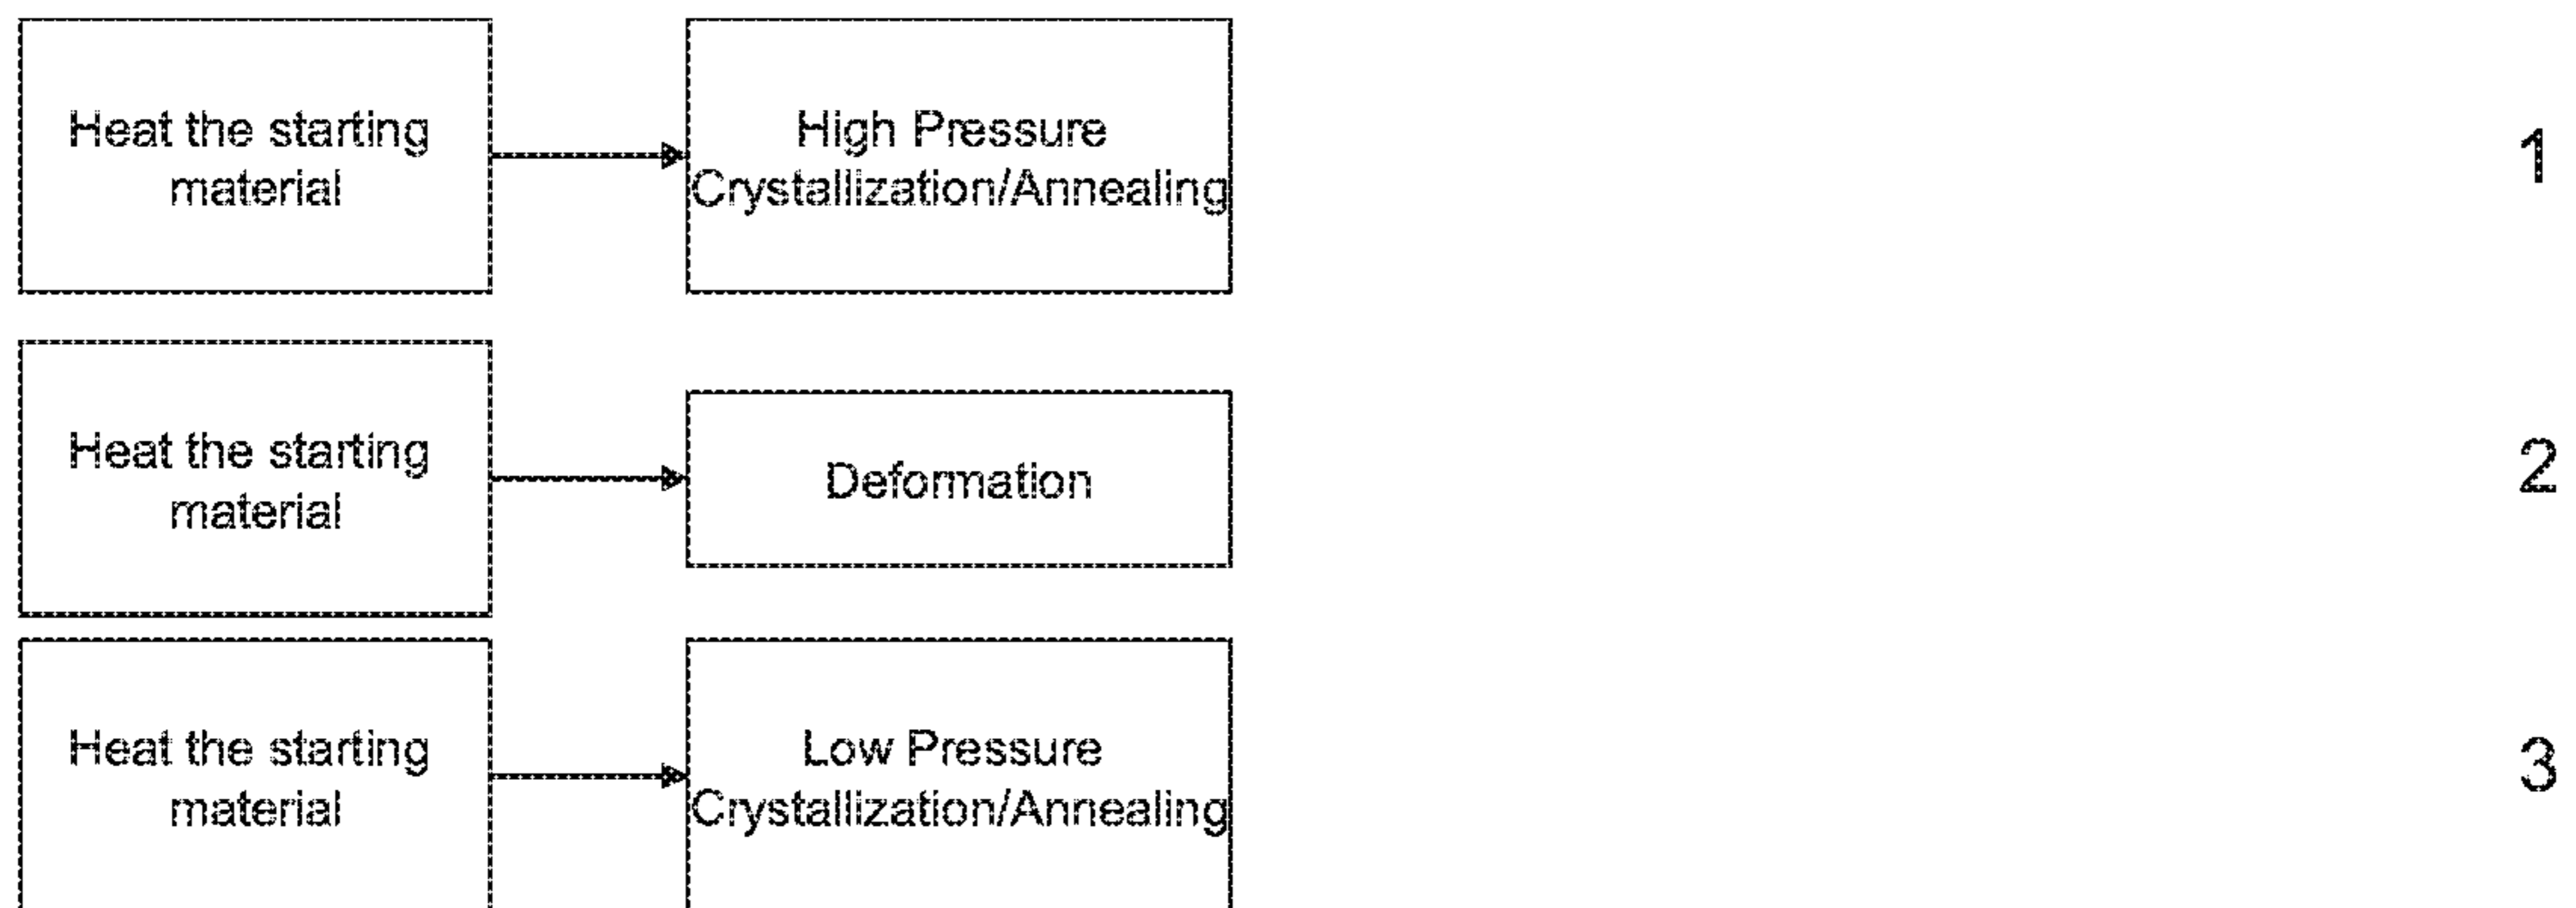 Heat the starting
material
High Pressure
Crystallization/Annealing
1
Heat the starting
material
Deformation
2
Heat the starting
material
Low Pressure
Crystallization/Annealing
3